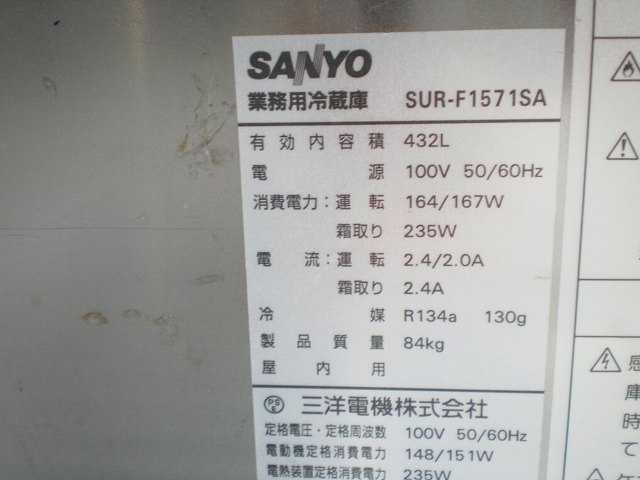 SANYO
業務用冷蔵庫 SUR-F1571SA
有効内容積 432L
電源 100V 50/60Hz
消費電力：運転 164/167W
霜取り 235W
電流：運転 2.4/2.0A
霜取り 2.4A
冷媒 R134a 130g
製品質量 84kg
屋内用
PS E 三洋電機株式会社
定格電圧・定格周波数 100V 50/60Hz
電動機定格消費電力 148/151W
電熱装置定格消費電力 235W
感
庫
時
て